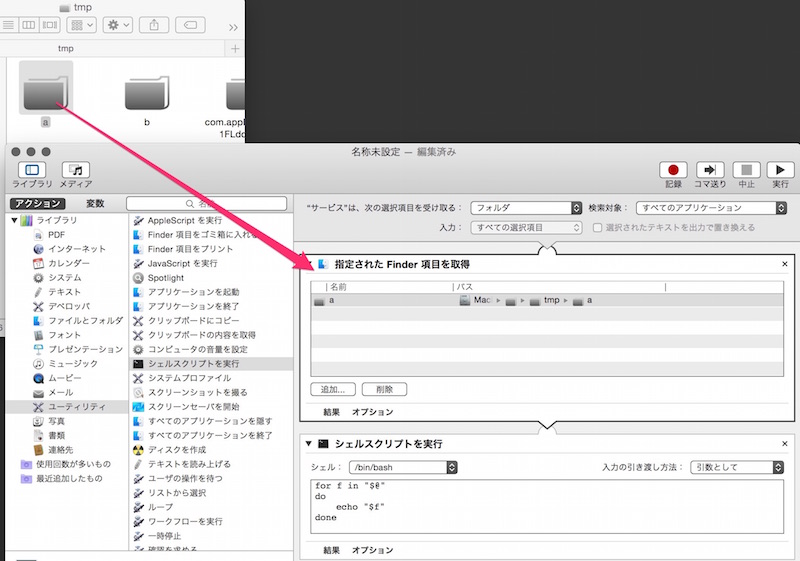 tmp
tmp
a
b
com.appl
1FLdo
名称未設定 — 編集済み
ライブラリ メディア
記録 コマ送り 中止 実行
アクション 変数
"サービス"は、次の選択項目を受け取る： フォルダ 検索対象： すべてのアプリケーション
入力： すべての選択項目 選択されたテキストを出力で置き換える
ライブラリ
PDF
インターネット
カレンダー
システム
テキスト
デベロッパ
ファイルとフォルダ
フォント
プレゼンテーション
ミュージック
ムービー
メール
ユーティリティ
写真
書類
連絡先
使用回数が多いもの
最近追加したもの
AppleScript を実行
Finder 項目をゴミ箱に入れる
Finder 項目をプリント
JavaScript を実行
Spotlight
アプリケーションを起動
アプリケーションを終了
クリップボードにコピー
クリップボードの内容を取得
コンピュータの音量を設定
シェルスクリプトを実行
システムプロファイル
スクリーンショットを撮る
スクリーンセーバを開始
すべてのアプリケーションを隠す
すべてのアプリケーションを終了
ディスクを作成
テキストを読み上げる
ユーザの操作を待つ
リストから選択
ループ
ワークフローを実行
一時停止
確認を求める
指定された Finder 項目を取得
名前 パス
a Mac tmp a
追加... 削除
結果 オプション
シェルスクリプトを実行
シェル： /bin/bash 入力の引き渡し方法： 引数として
for f in "$@"
do
echo "$f"
done
結果 オプション